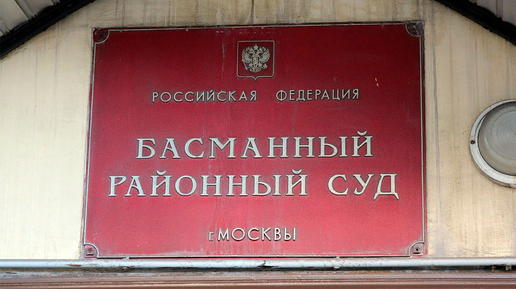 РОССИЙСКАЯ ФЕДЕРАЦИЯ
БАСМАННЫЙ
РАЙОННЫЙ СУД
г.МОСКВЫ